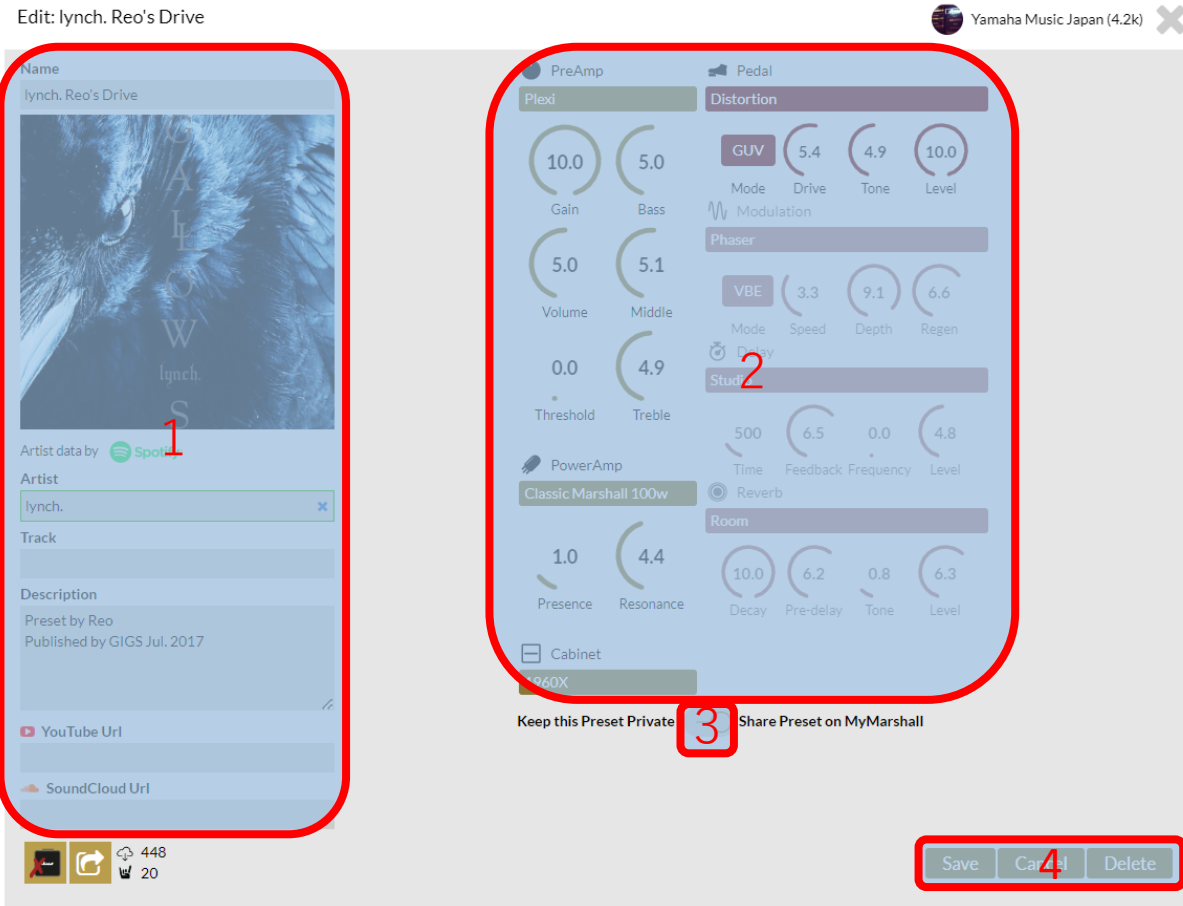 Edit: lynch. Reo's Drive
Yamaha Music Japan (4.2k)
Name
lynch. Reo's Drive
GALLOWS
lynch.
1
Artist data by Spotify
Artist
lynch.
Track
Description
Preset by Reo
Published by GIGS Jul. 2017
YouTube Url
SoundCloud Url
448
20
PreAmp
Plexi
10.0 5.0
Gain Bass
5.0 5.1
Volume Middle
0.0 4.9
Threshold Treble
PowerAmp
Classic Marshall 100w
1.0 4.4
Presence Resonance
Cabinet
1960X
Pedal
Distortion
GUV 5.4 4.9 10.0
Mode Drive Tone Level
Modulation
Phaser
VBE 3.3 9.1 6.6
Mode Speed Depth Regen
Delay
2
Studio
500 6.5 0.0 4.8
Time Feedback Frequency Level
Reverb
Room
10.0 6.2 0.8 6.3
Decay Pre-delay Tone Level
Keep this Preset Private 3 Share Preset on MyMarshall
Save Cancel Delete
4